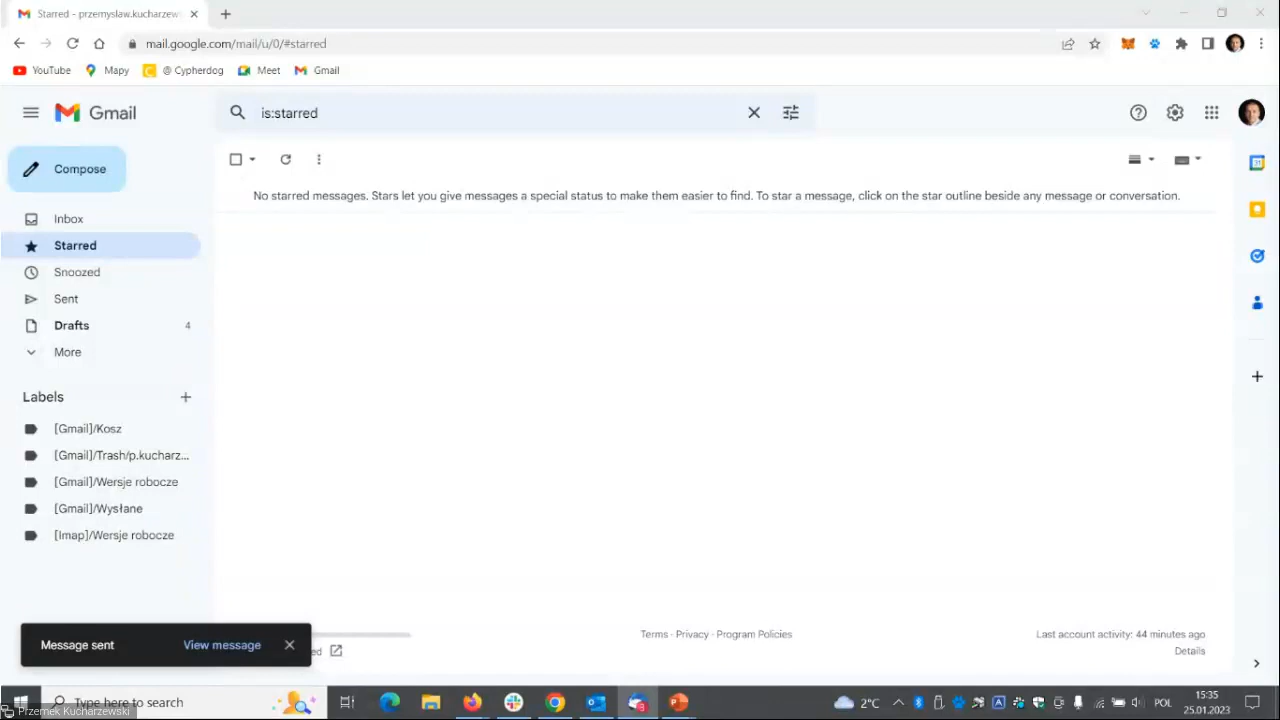 Starred - przemyslaw.kucharzew
mail.google.com/mail/u/0/#starred
YouTube
Mapy
@ Cypherdog
Meet
Gmail
Gmail
is:starred
Compose
No starred messages. Stars let you give messages a special status to make them easier to find. To star a message, click on the star outline beside any message or conversation.
Inbox
Starred
Snoozed
Sent
Drafts 4
More
Labels
[Gmail]/Kosz
[Gmail]/Trash/p.kucharz...
[Gmail]/Wersje robocze
[Gmail]/Wysłane
[Imap]/Wersje robocze
Message sent View message
Terms · Privacy · Program Policies
Last account activity: 44 minutes ago
Details
Type here to search
Przemek Kucharzewski
2°C
POL
15:35
25.01.2023